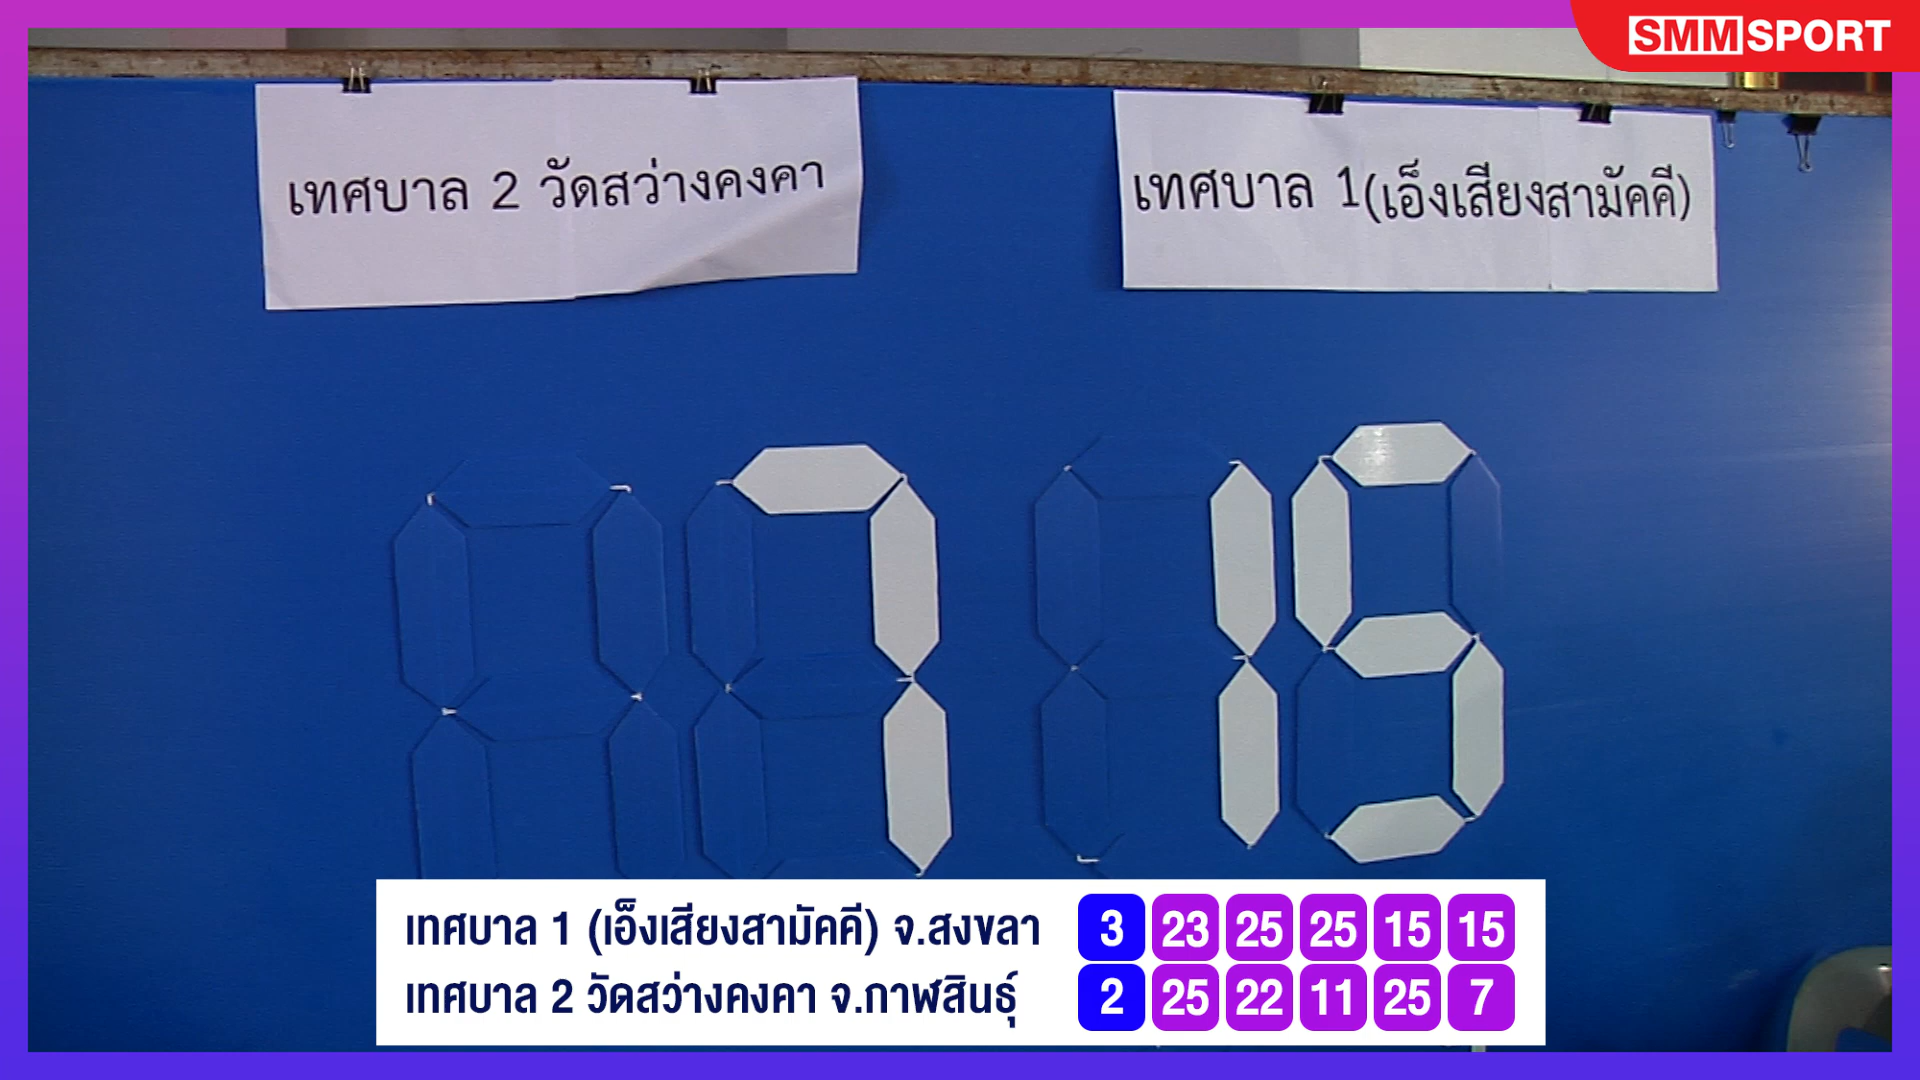 SMMSPORT
เทศบาล 2 วัดสว่างคงคา
เทศบาล 1(เอ็งเสียงสามัคคี)
7 15
เทศบาล 1 (เอ็งเสียงสามัคคี) จ.สงขลา 3 23 25 25 15 15
เทศบาล 2 วัดสว่างคงคา จ.กาฬสินธุ์ 2 25 22 11 25 7